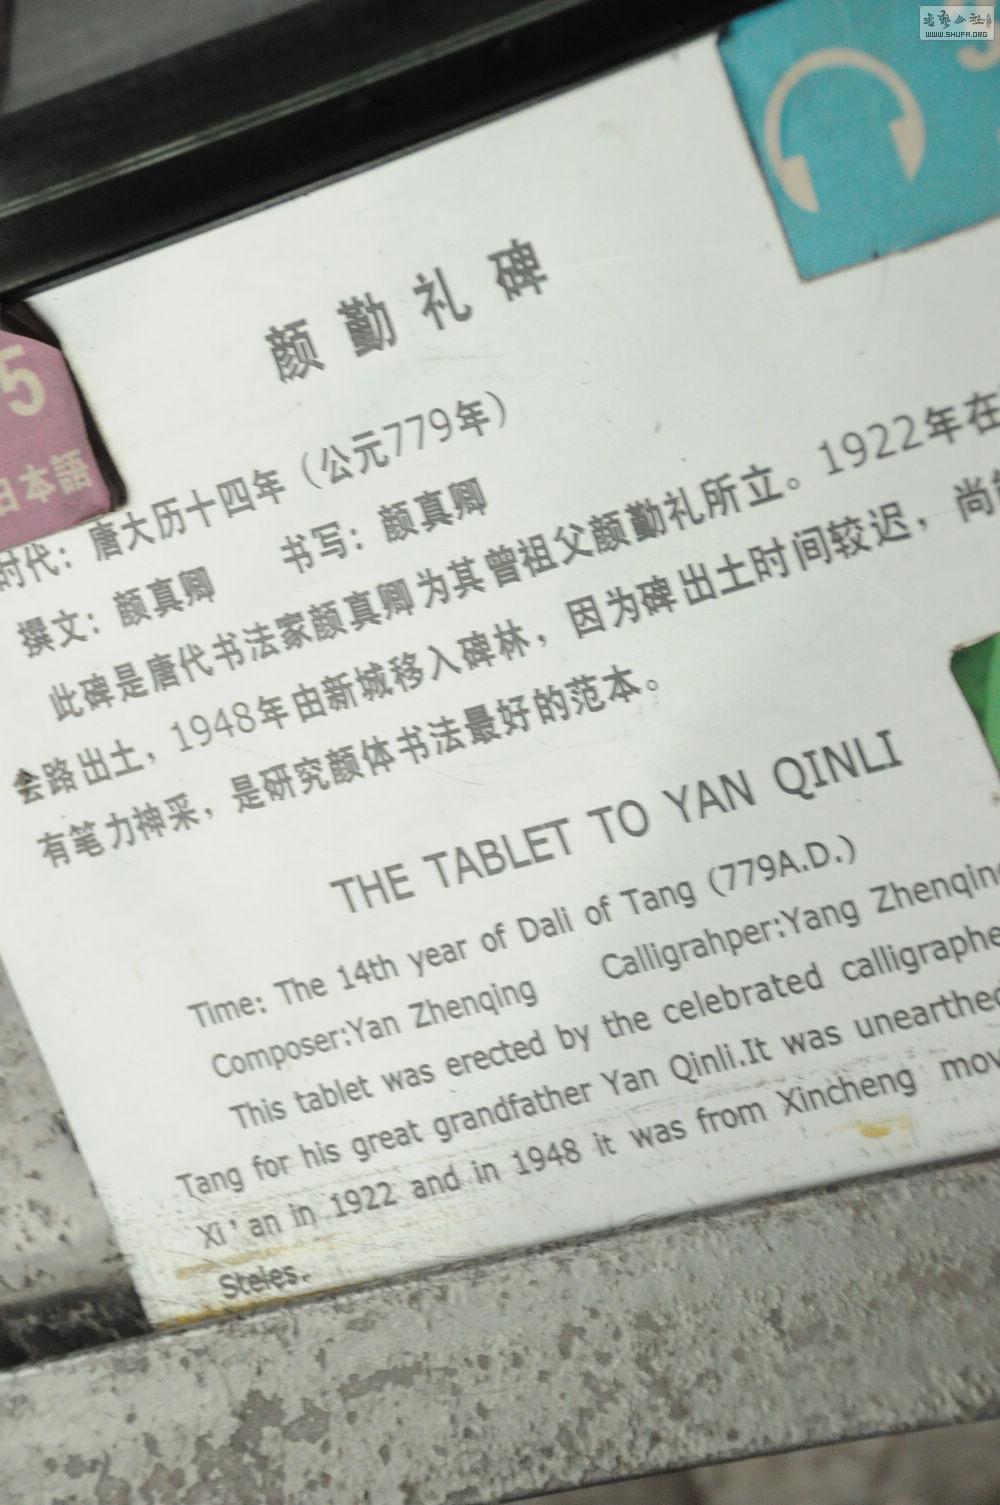 WWW.SHUFA.ORG
5
日本語
颜勤礼碑
时代：唐大历十四年（公元779年）
撰文：颜真卿 书写：颜真卿
此碑是唐代书法家颜真卿为其曾祖父颜勤礼所立。1922年在
会路出土，1948年由新城移入碑林，因为碑出土时间较迟，尚
有笔力神采，是研究颜体书法最好的范本。
THE TABLET TO YAN QINLI
Time: The 14th year of Dali of Tang (779A.D.)
Composer:Yan Zhenqing Calligrahper:Yang Zhenqing
This tablet was erected by the celebrated calligraphe
Tang for his great grandfather Yan Qinli.It was unearthed
Xi'an in 1922 and in 1948 it was from Xincheng mov
Steles.